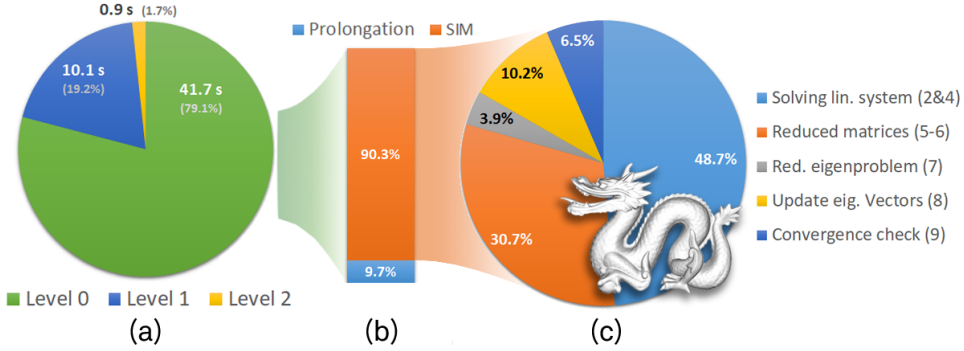 0.9 s (1.7%)
10.1 s
(19.2%)
41.7 s
(79.1%)
Level 0 Level 1 Level 2
(a)
Prolongation SIM
90.3%
9.7%
(b)
6.5%
10.2%
3.9%
48.7%
30.7%
(c)
Solving lin. system (2&4)
Reduced matrices (5-6)
Red. eigenproblem (7)
Update eig. Vectors (8)
Convergence check (9)